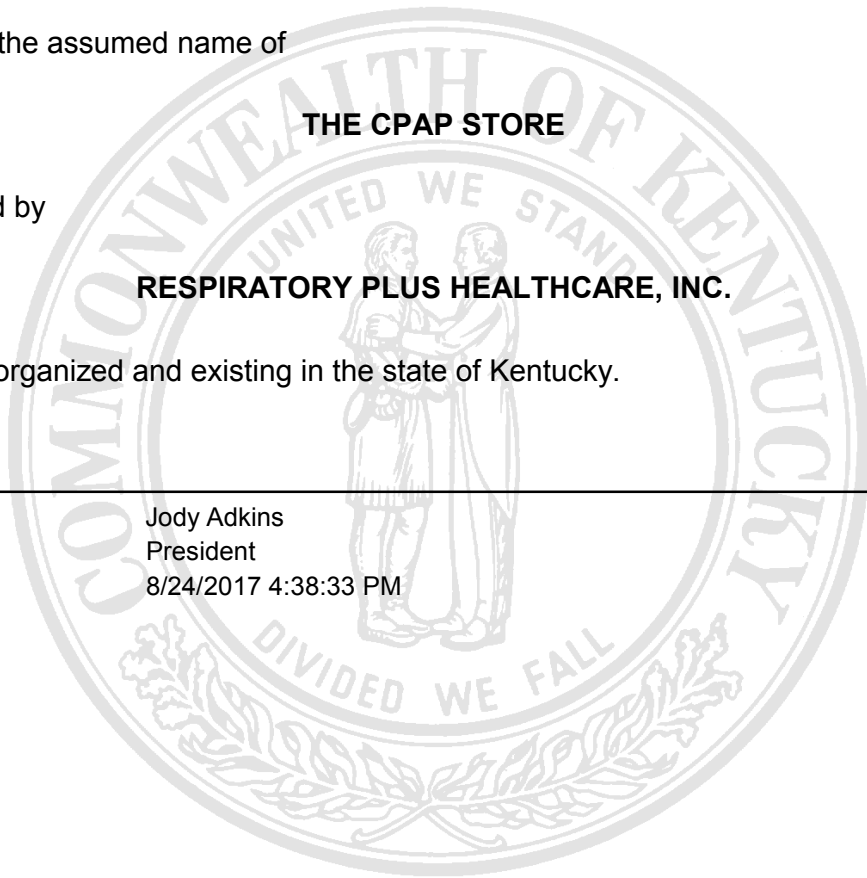 the assumed name of
THE CPAP STORE
d by
RESPIRATORY PLUS HEALTHCARE, INC.
organized and existing in the state of Kentucky.
Jody Adkins
President
8/24/2017 4:38:33 PM
COMMONWEALTH OF KENTUCKY
UNITED WE STAND
DIVIDED WE FALL